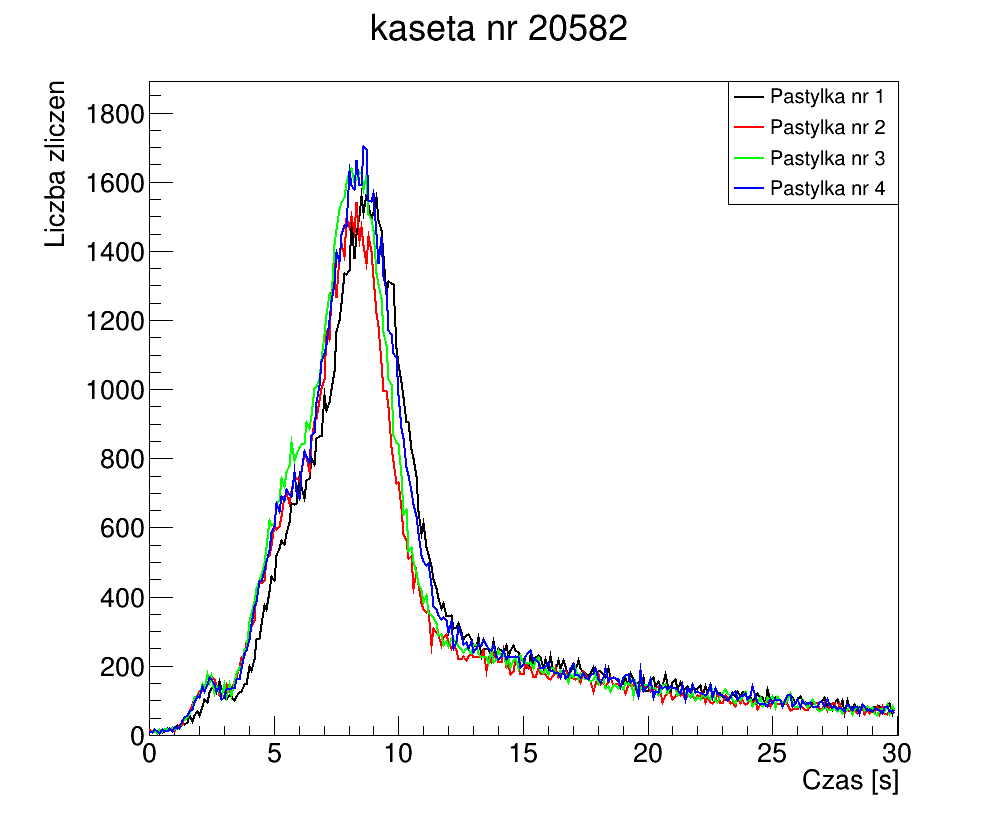 kaseta nr 20582
Liczba zliczen
1800
1600
1400
1200
1000
800
600
400
200
0
Pastylka nr 1
Pastylka nr 2
Pastylka nr 3
Pastylka nr 4
0 5 10 15 20 25 30
Czas [s]